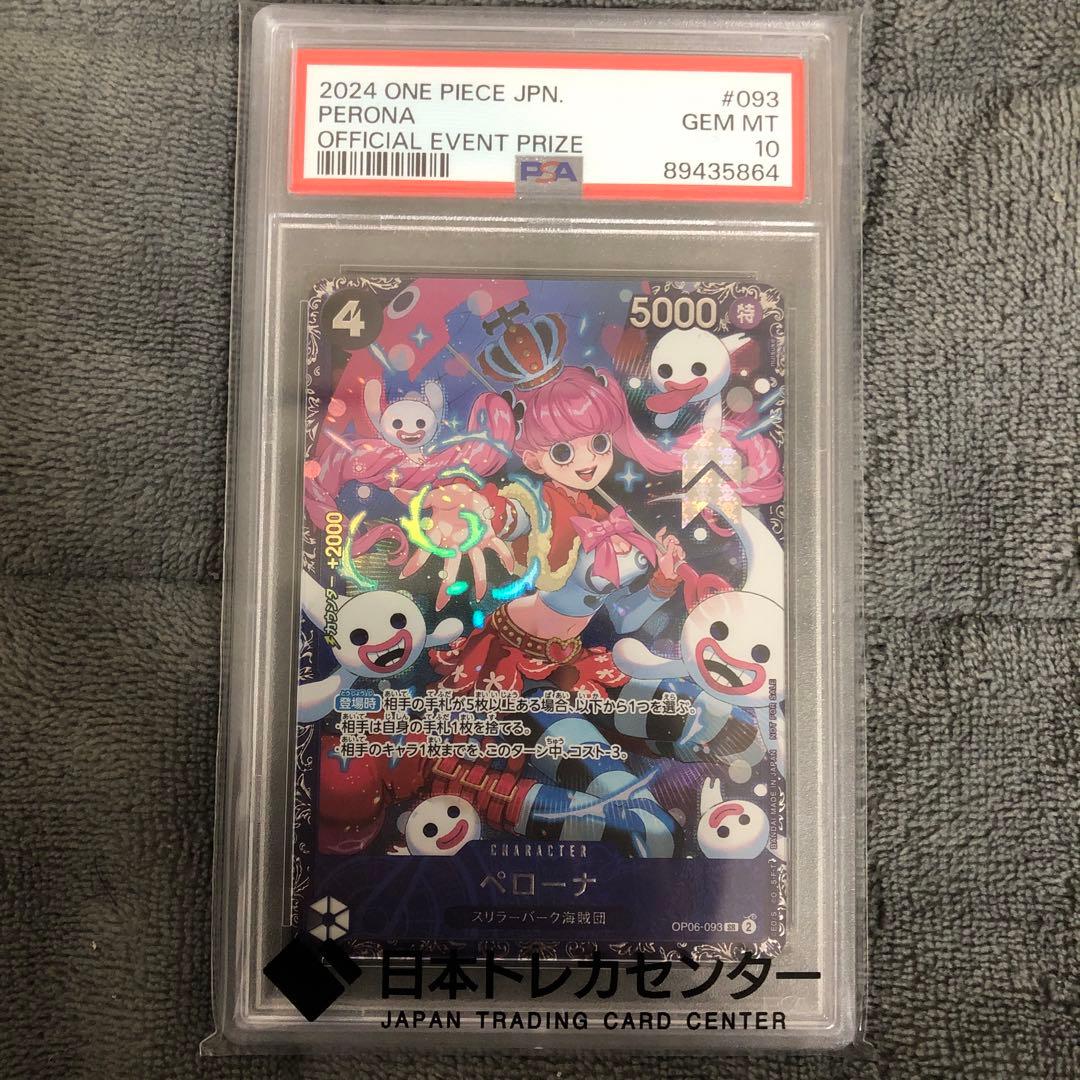 2024 ONE PIECE JPN.
#093
PERONA
GEM MT
OFFICIAL EVENT PRIZE
10
PSA
89435864
4
5000
特
カウンター +2000
登場時 相手の手札が5枚以上ある場合、以下から1つを選ぶ。
・相手は自身の手札1枚を捨てる。
・相手のキャラ1枚までを、このターン中、コスト-3。
CHARACTER
ペローナ
スリラーバーク海賊団
OP06-093 SR 2
BANDAI MADE IN JAPAN NOT FOR SALE
日本トレカセンター
JAPAN TRADING CARD CENTER